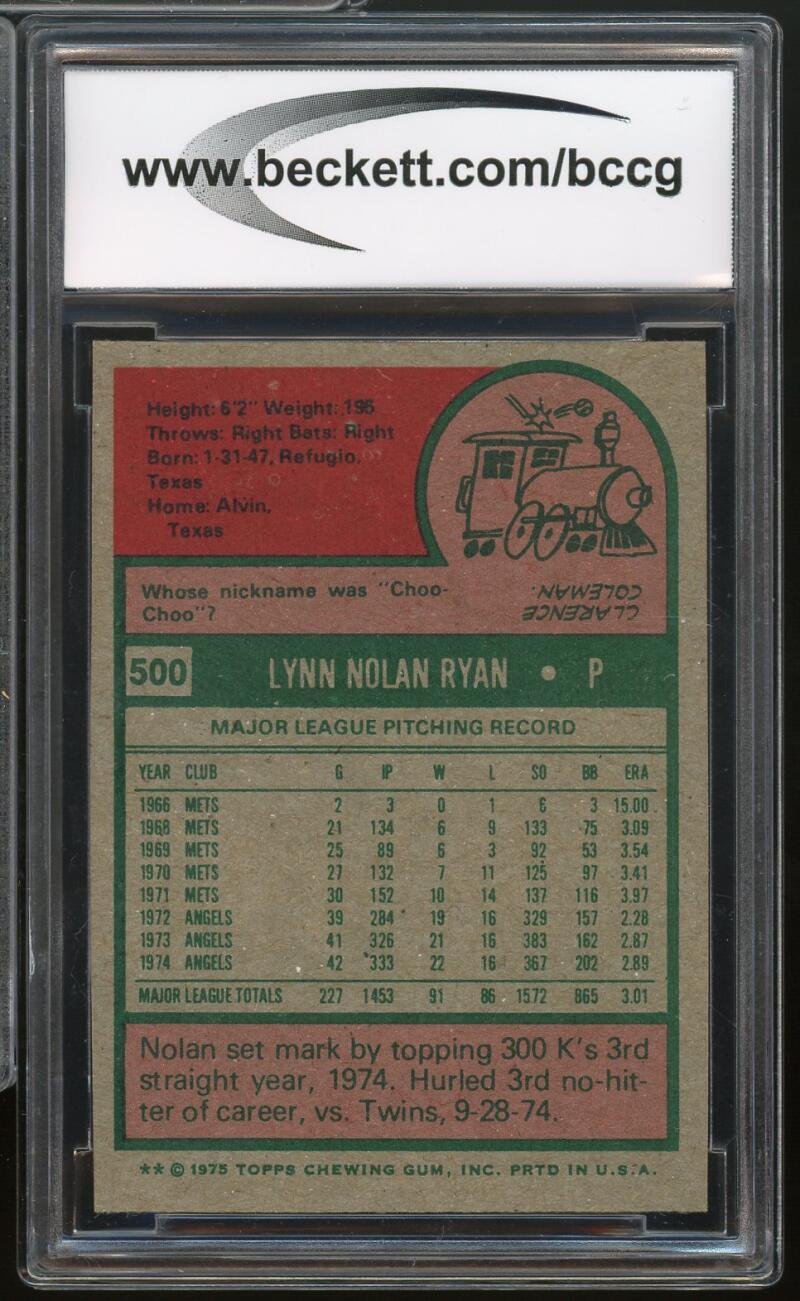 www.beckett.com/bccg
Height: 6'2" Weight: 195
Throws: Right Bats: Right
Born: 1-31-47, Refugio,
Texas
Home: Alvin,
Texas
Whose nickname was "Choo-
Choo"?
CLARENCE
COLEMAN.
500 LYNN NOLAN RYAN • P
MAJOR LEAGUE PITCHING RECORD
YEAR CLUB G IP W L SO BB ERA
1966 METS 2 3 0 1 6 3 15.00
1968 METS 21 134 6 9 133 75 3.09
1969 METS 25 89 6 3 92 53 3.54
1970 METS 27 132 7 11 125 97 3.41
1971 METS 30 152 10 14 137 116 3.97
1972 ANGELS 39 284 19 16 329 157 2.28
1973 ANGELS 41 326 21 16 383 162 2.87
1974 ANGELS 42 333 22 16 367 202 2.89
MAJOR LEAGUE TOTALS 227 1453 91 86 1572 865 3.01
Nolan set mark by topping 300 K's 3rd
straight year, 1974. Hurled 3rd no-hit-
ter of career, vs. Twins, 9-28-74.
** © 1975 TOPPS CHEWING GUM, INC. PRTD IN U.S.A.